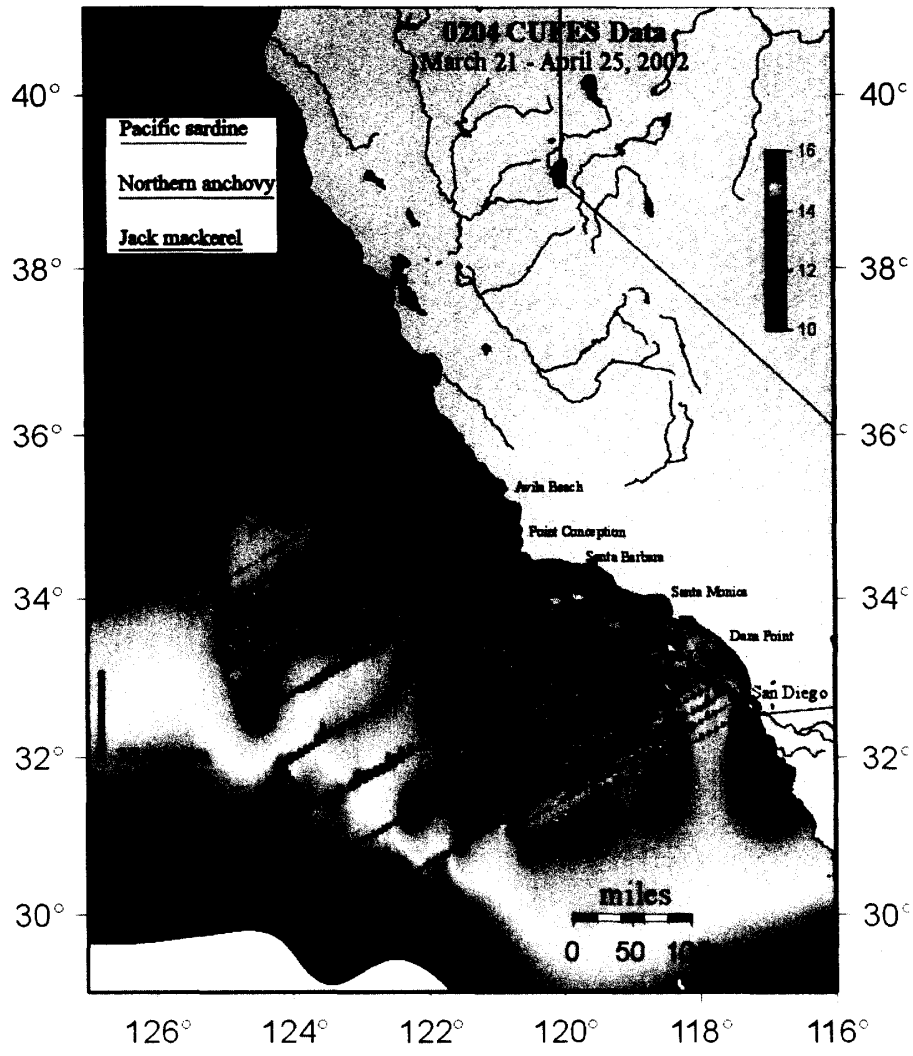 0204 CUFES Data
March 21 - April 25, 2002
40°
40°
Pacific sardine
Northern anchovy
Jack mackerel
16
14
12
10
38°
38°
36°
36°
Avila Beach
Point Conception
Santa Barbara
34°
Santa Monica
34°
Dana Point
San Diego
32°
32°
miles
30°
30°
0 50
126° 124° 122° 120° 118° 116°